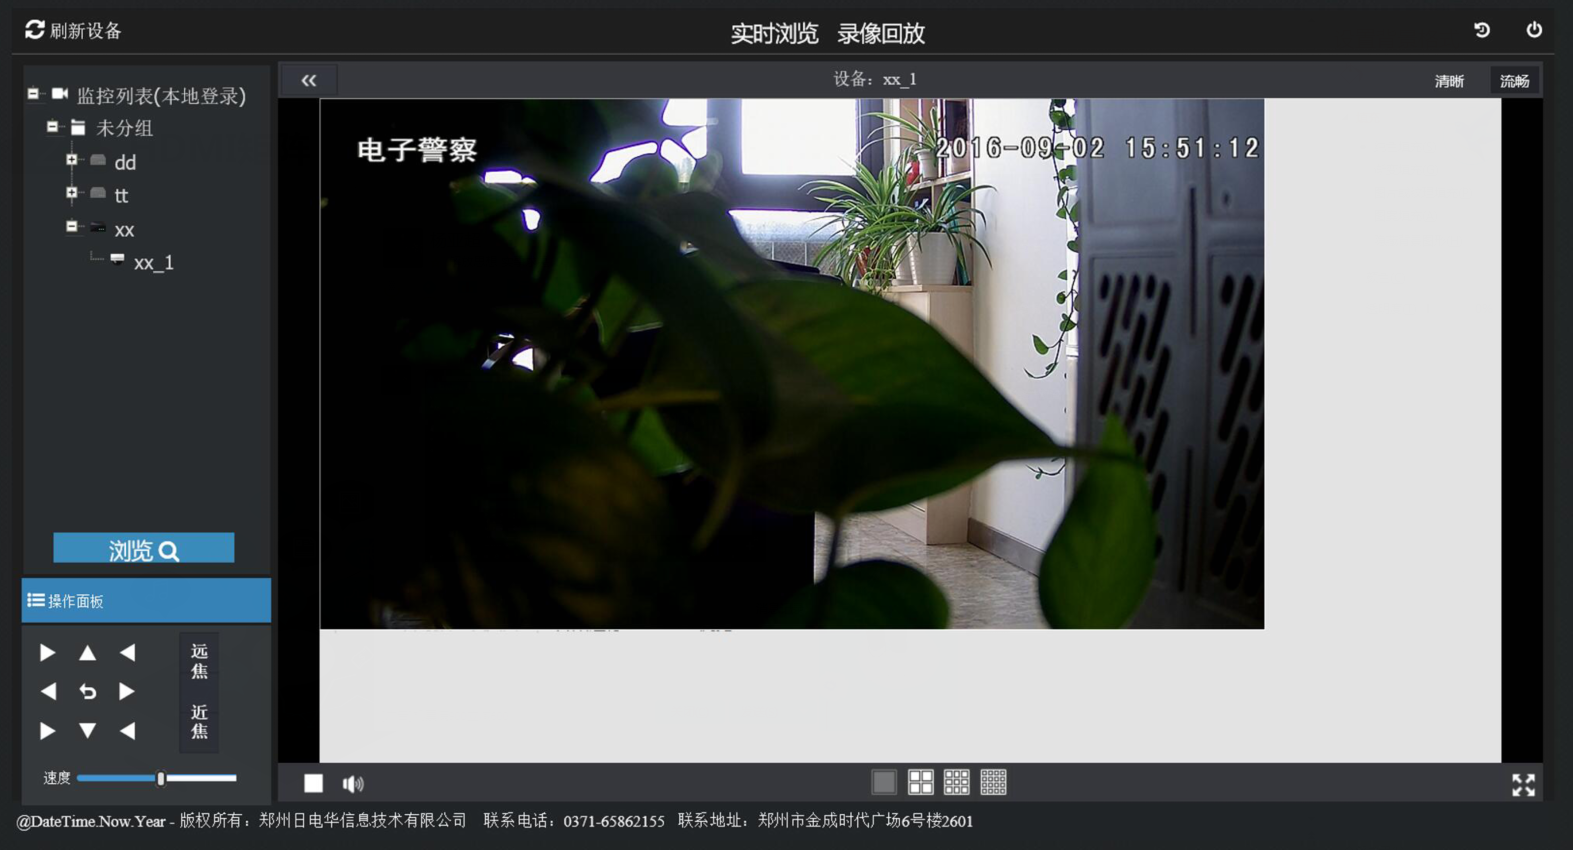 刷新设备
实时浏览 录像回放
监控列表(本地登录)
未分组
dd
tt
xx
xx_1
浏览
操作面板
远焦
近焦
速度
设备：xx_1
清晰 流畅
电子警察
2016-09-02 15:51:12
@DateTime.Now.Year - 版权所有：郑州日电华信息技术有限公司 联系电话：0371-65862155 联系地址：郑州市金成时代广场6号楼2601